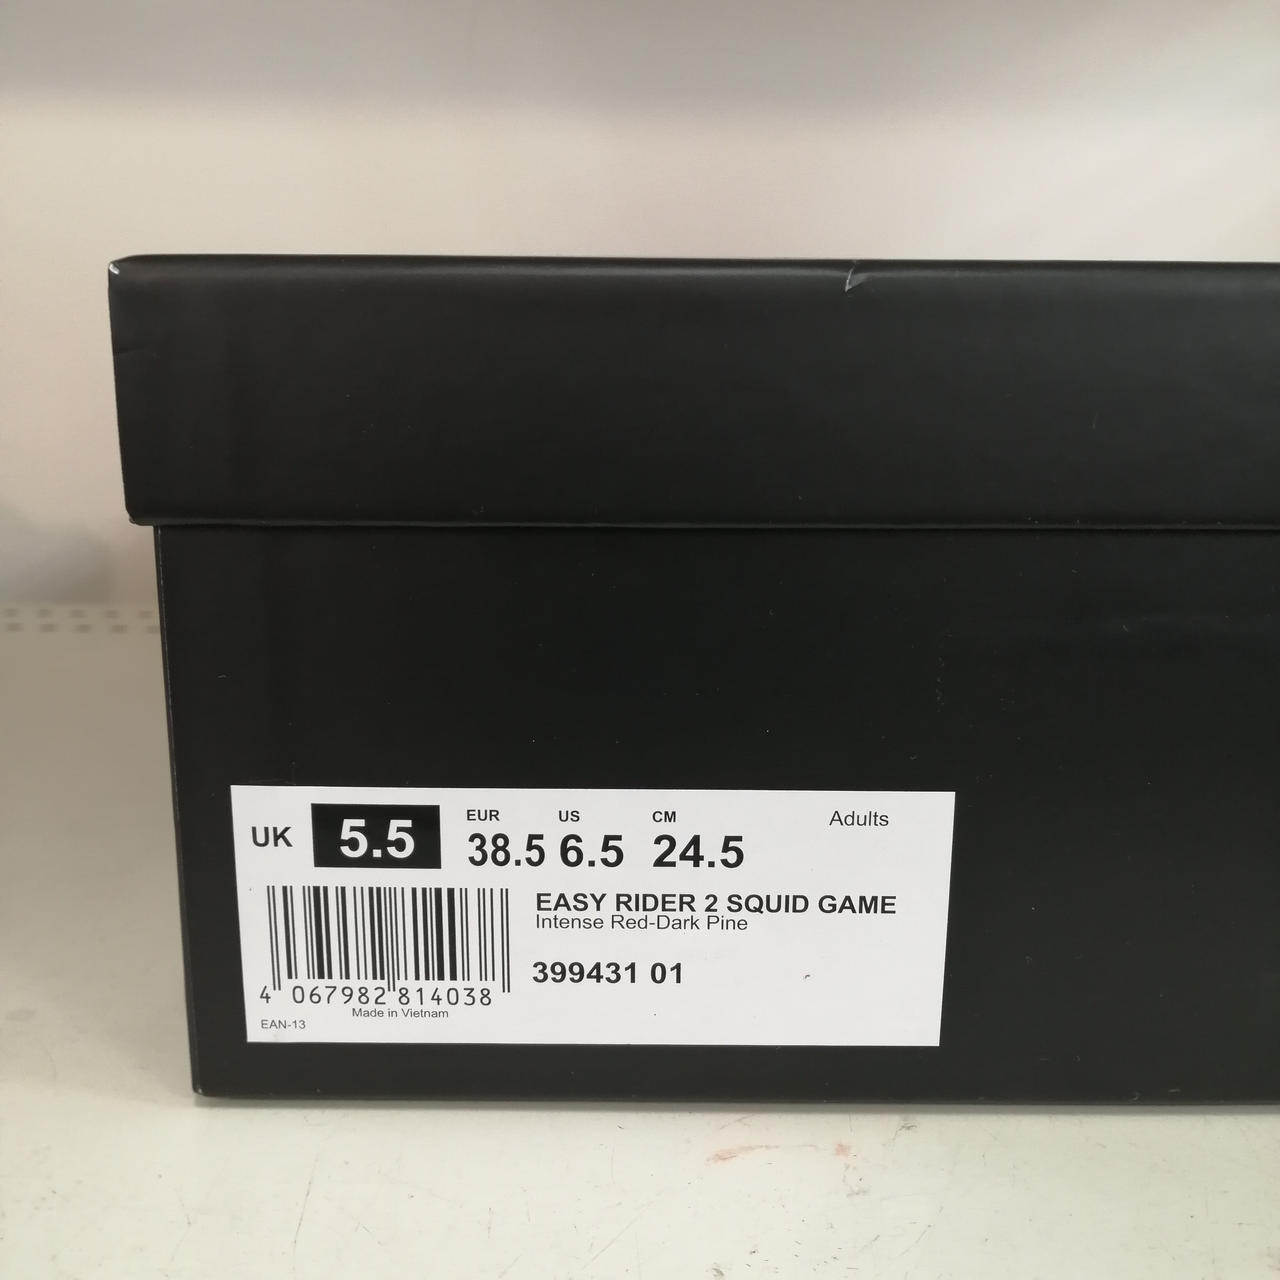 EUR US CM Adults
UK 5.5 38.5 6.5 24.5
EASY RIDER 2 SQUID GAME
Intense Red-Dark Pine
399431 01
4 067982 814038
Made in Vietnam
EAN-13